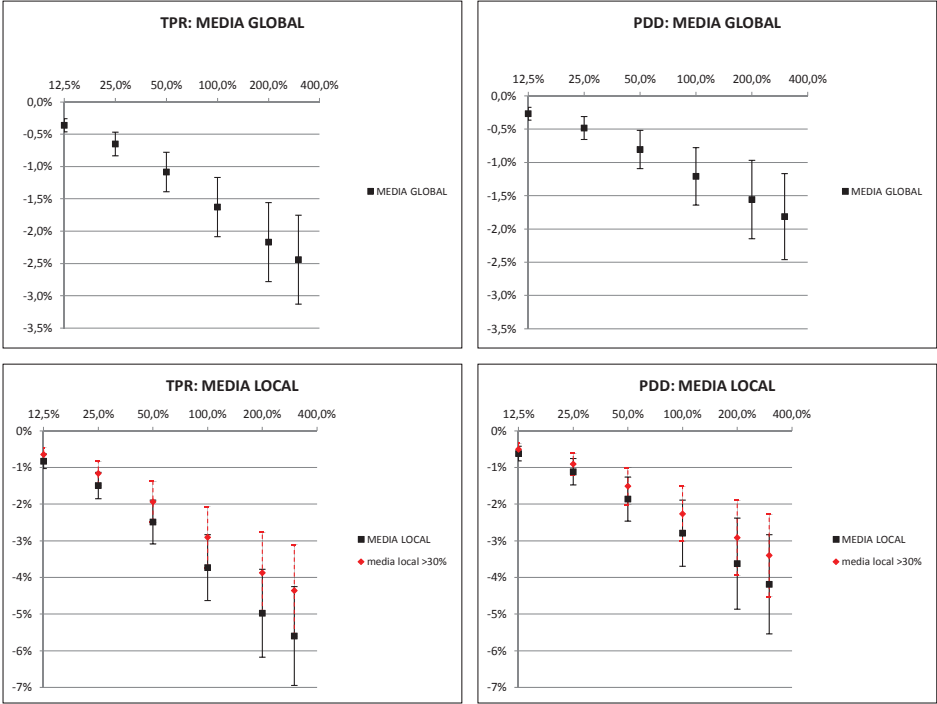 TPR: MEDIA GLOBAL
12,5% 25,0% 50,0% 100,0% 200,0% 400,0%
0,0%
-0,5%
-1,0%
-1,5%
-2,0%
-2,5%
-3,0%
-3,5%
MEDIA GLOBAL
PDD: MEDIA GLOBAL
12,5% 25,0% 50,0% 100,0% 200,0% 400,0%
0,0%
-0,5%
-1,0%
-1,5%
-2,0%
-2,5%
-3,0%
-3,5%
MEDIA GLOBAL
TPR: MEDIA LOCAL
12,5% 25,0% 50,0% 100,0% 200,0% 400,0%
0%
-1%
-2%
-3%
-4%
-5%
-6%
-7%
MEDIA LOCAL
media local >30%
PDD: MEDIA LOCAL
12,5% 25,0% 50,0% 100,0% 200,0% 400,0%
0%
-1%
-2%
-3%
-4%
-5%
-6%
-7%
MEDIA LOCAL
media local >30%